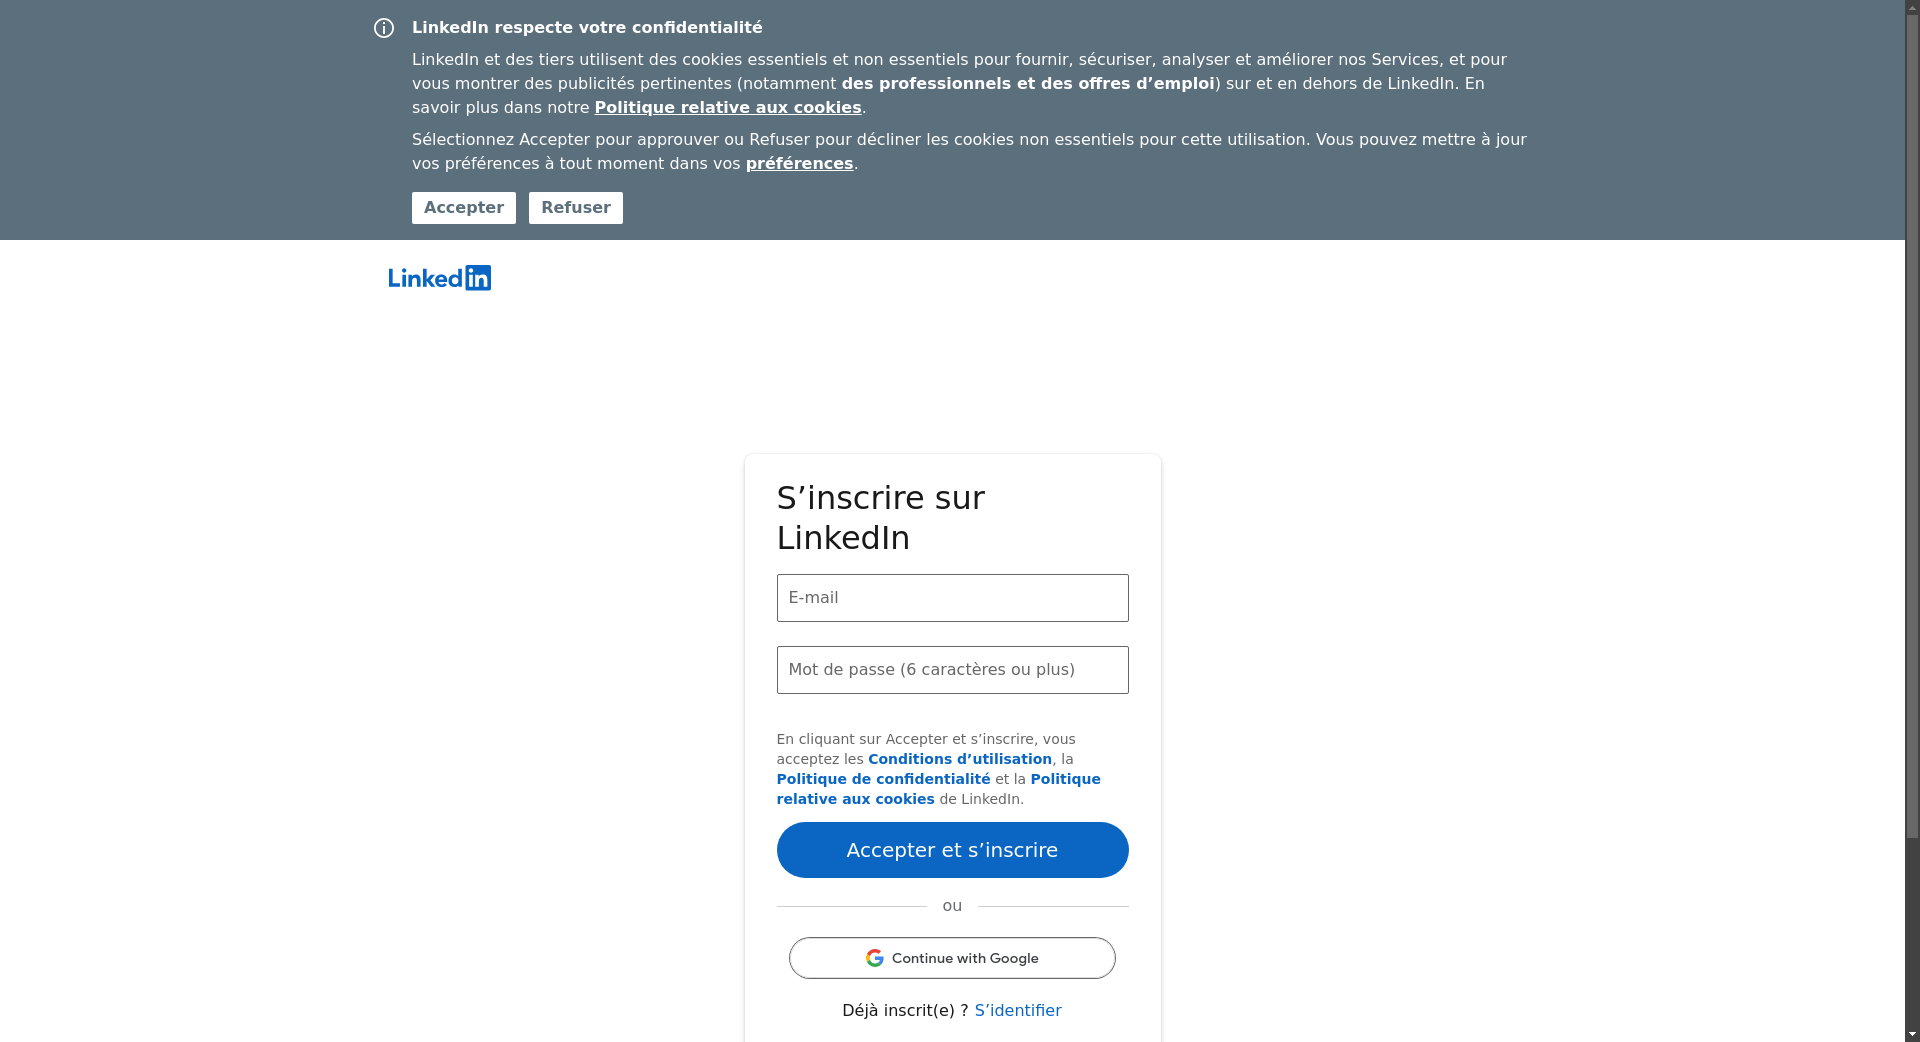 LinkedIn respecte votre confidentialité
LinkedIn et des tiers utilisent des cookies essentiels et non essentiels pour fournir, sécuriser, analyser et améliorer nos Services, et pour
vous montrer des publicités pertinentes (notamment des professionnels et des offres d’emploi) sur et en dehors de LinkedIn. En
savoir plus dans notre Politique relative aux cookies.
Sélectionnez Accepter pour approuver ou Refuser pour décliner les cookies non essentiels pour cette utilisation. Vous pouvez mettre à jour
vos préférences à tout moment dans vos préférences.
Accepter Refuser
Linkedin
S’inscrire sur
LinkedIn
E-mail
Mot de passe (6 caractères ou plus)
En cliquant sur Accepter et s’inscrire, vous
acceptez les Conditions d’utilisation, la
Politique de confidentialité et la Politique
relative aux cookies de LinkedIn.
Accepter et s’inscrire
ou
Continue with Google
Déjà inscrit(e) ? S’identifier